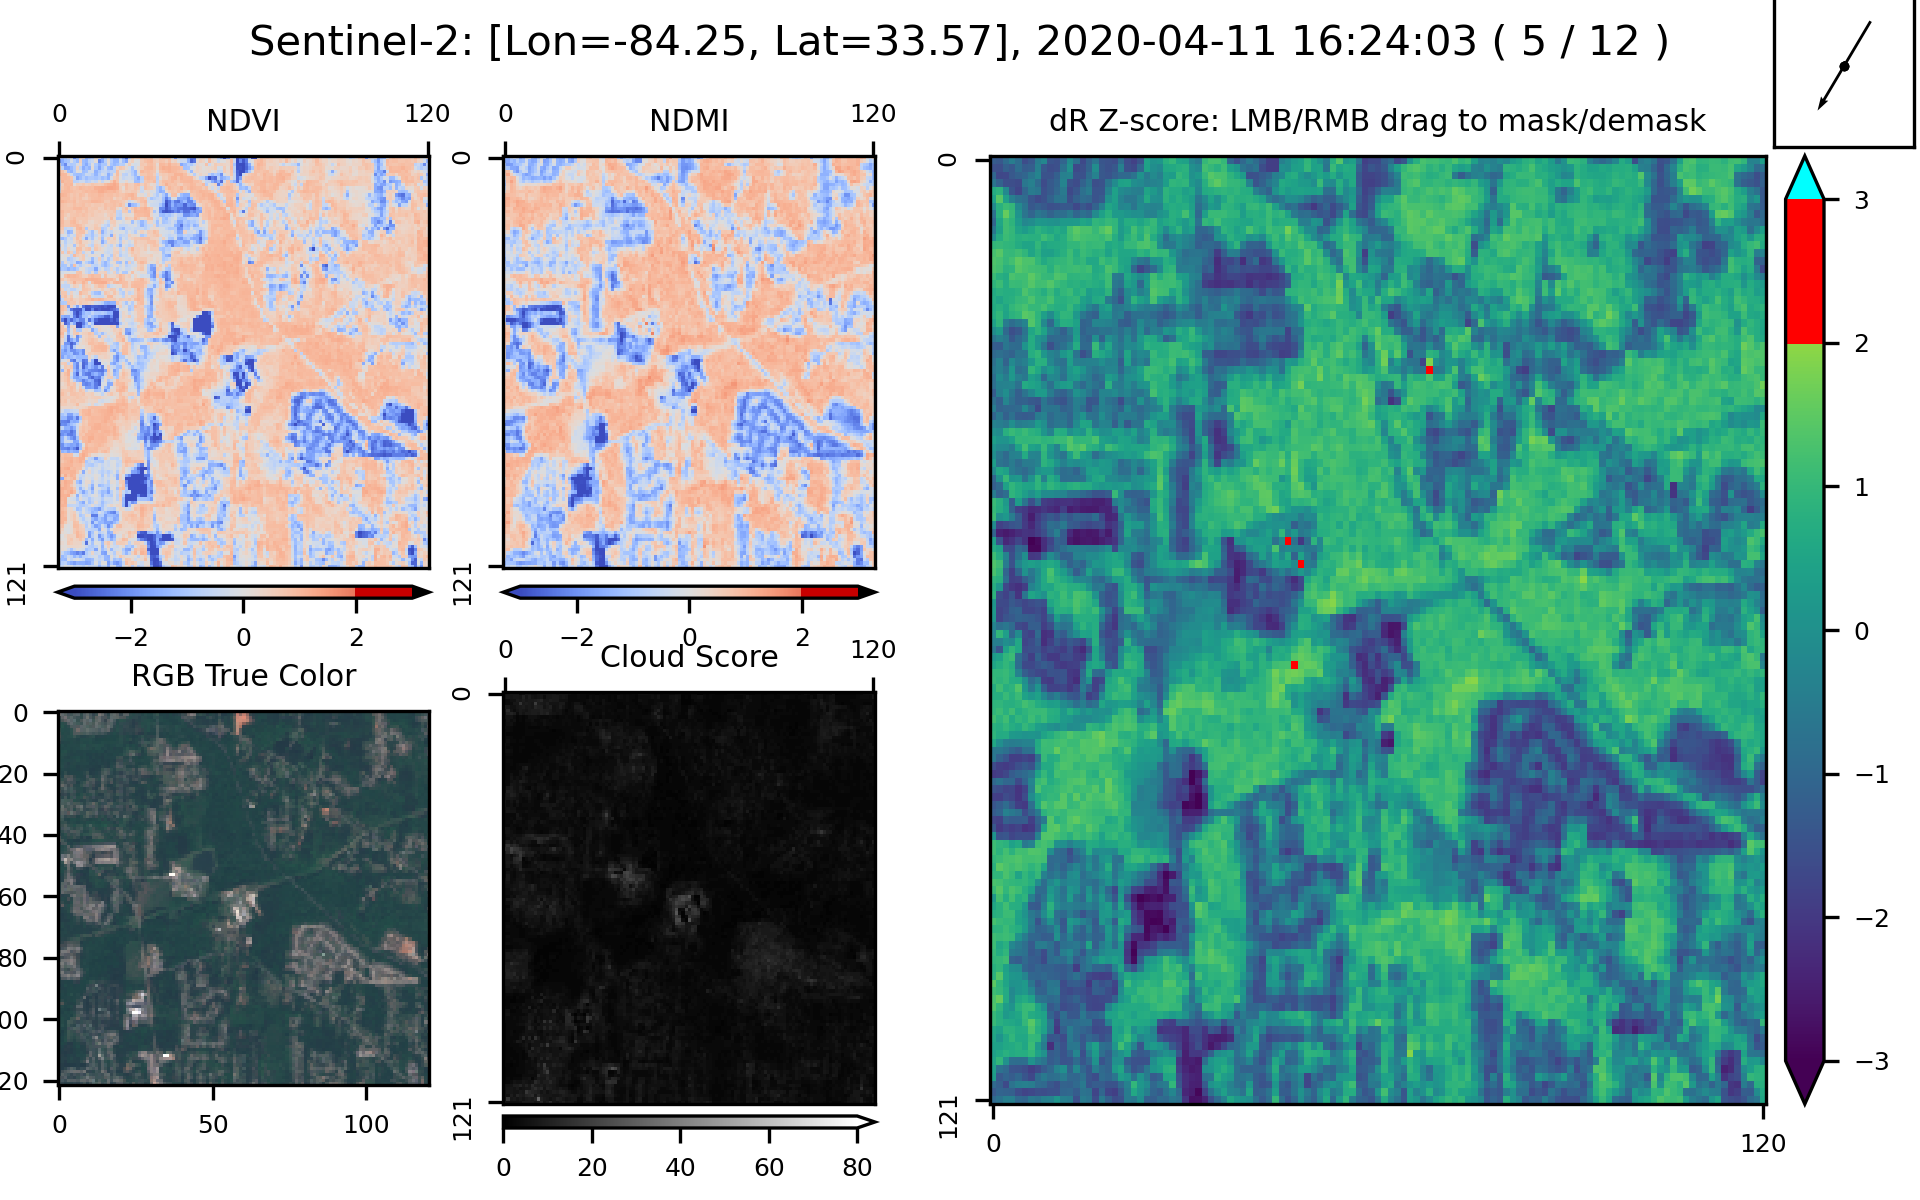 Sentinel-2: [Lon=-84.25, Lat=33.57], 2020-04-11 16:24:03 ( 5 / 12 )
0 120 0 120
NDVI NDMI dR Z-score: LMB/RMB drag to mask/demask
0 0 0
3
2
1
0
−1
−2
−3
121 121 121
−2 0 2 −2 0 2
0 120
RGB True Color Cloud Score
0 0
20
40
60
80
00
20
0 50 100
121
0 20 40 60 80
0 120